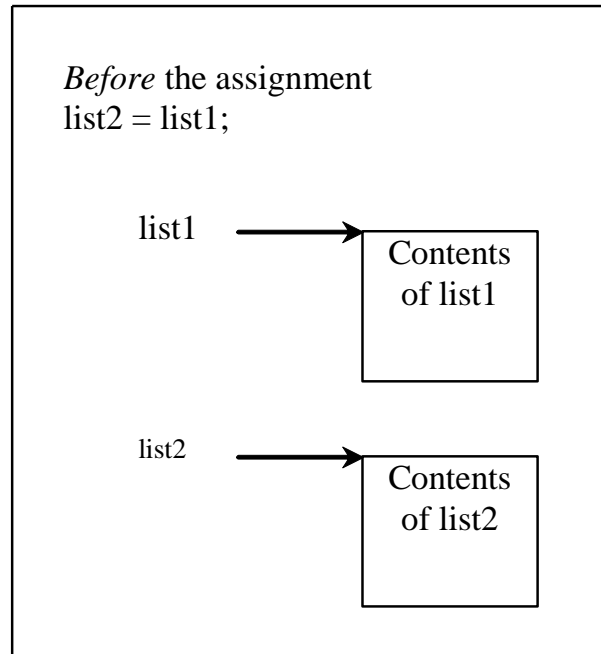 Before the assignment
list2 = list1;
list1
Contents
of list1
list2
Contents
of list2